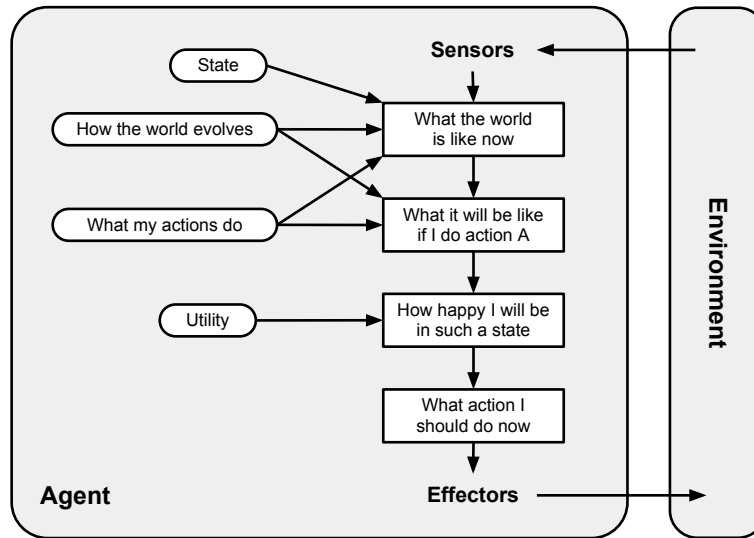 Sensors
State
What the world
is like now
How the world evolves
What it will be like
if I do action A
What my actions do
How happy I will be
in such a state
Utility
What action I
should do now
Agent
Effectors
Environment